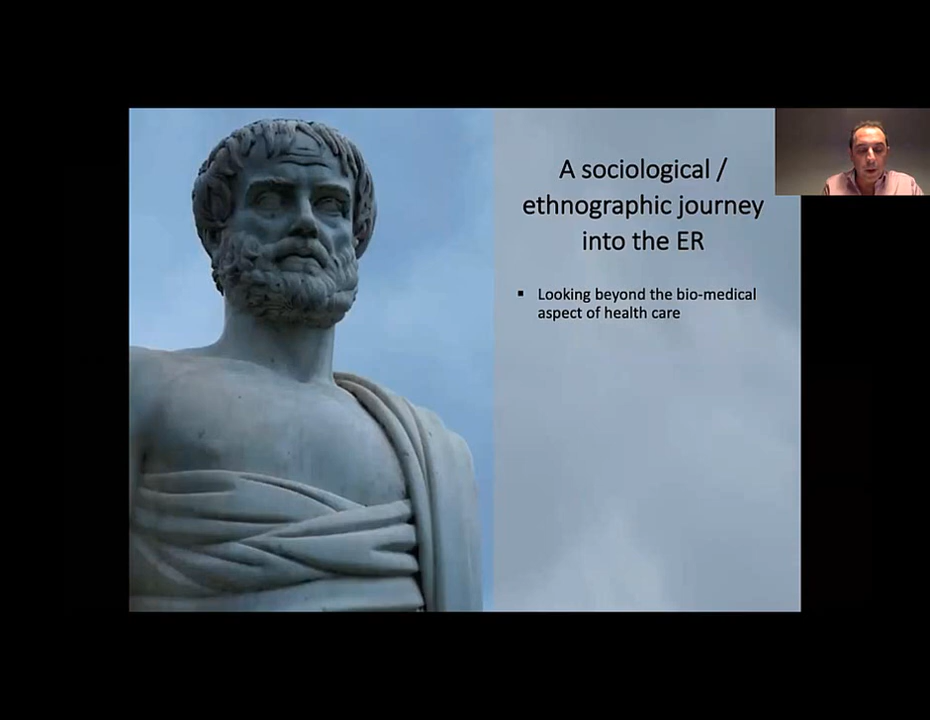 A sociological /
ethnographic journey
into the ER
▪ Looking beyond the bio-medical
aspect of health care